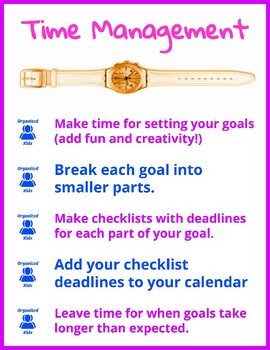 Time Management
Organized
Kids
Make time for setting your goals
(add fun and creativity!)
Organized
Kids
Break each goal into
smaller parts.
Organized
Kids
Make checklists with deadlines
for each part of your goal.
Organized
Kids
Add your checklist
deadlines to your calendar
Organized
Kids
Leave time for when goals take
longer than expected.